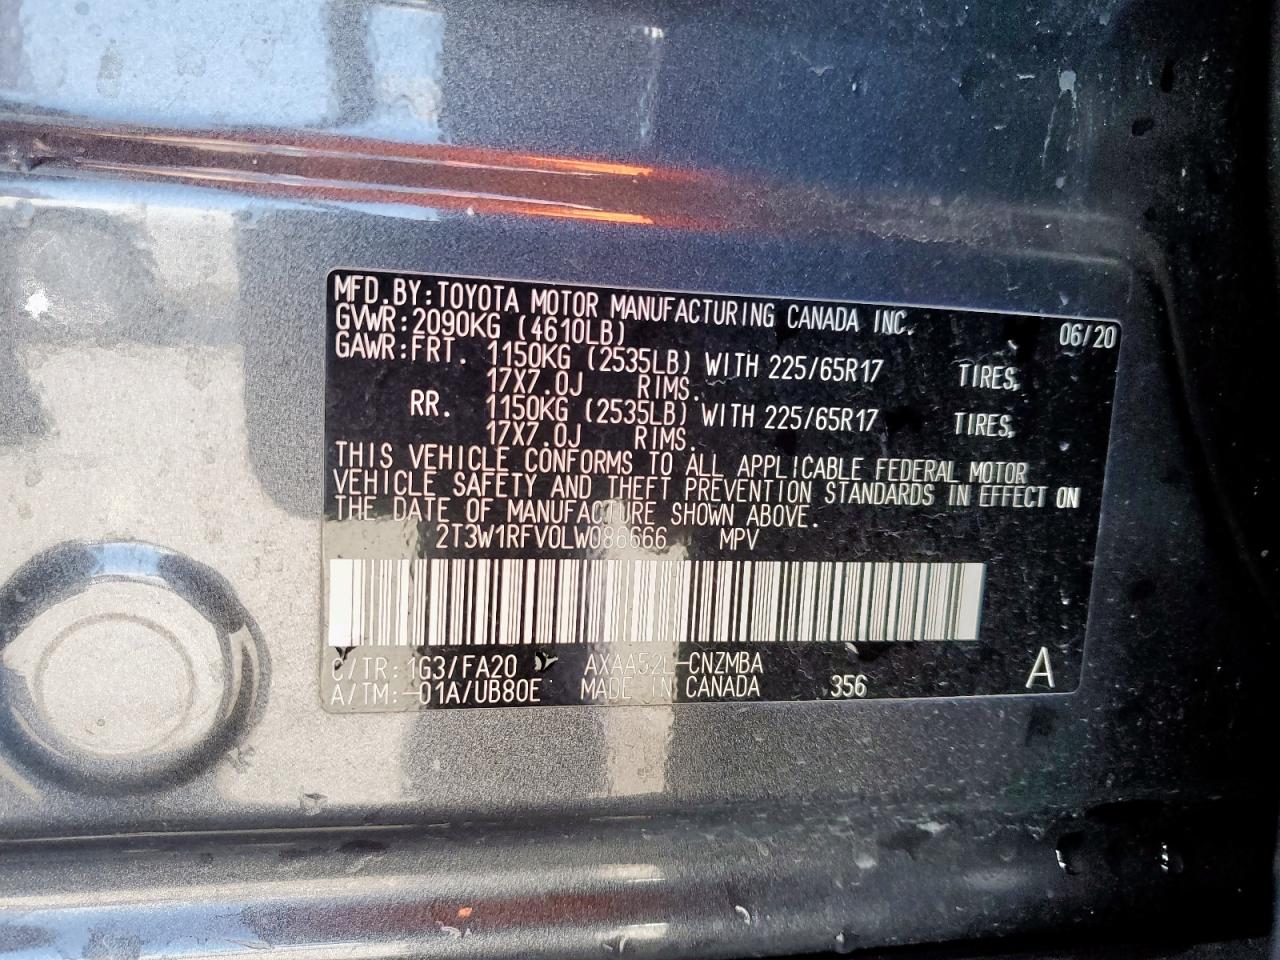 MFD.BY:TOYOTA MOTOR MANUFACTURING CANADA INC. 06/20
GVWR:2090KG (4610LB)
GAWR:FRT. 1150KG (2535LB) WITH 225/65R17 TIRES,
17X7.0J RIMS.
RR. 1150KG (2535LB) WITH 225/65R17 TIRES,
17X7.0J RIMS.
THIS VEHICLE CONFORMS TO ALL APPLICABLE FEDERAL MOTOR
VEHICLE SAFETY AND THEFT PREVENTION STANDARDS IN EFFECT ON
THE DATE OF MANUFACTURE SHOWN ABOVE.
2T3W1RFV0LW086666 MPV
C/TR:1G3/FA20 AXAA52L-CNZMBA
A/TM:-01A/UB80E MADE IN CANADA 356 A